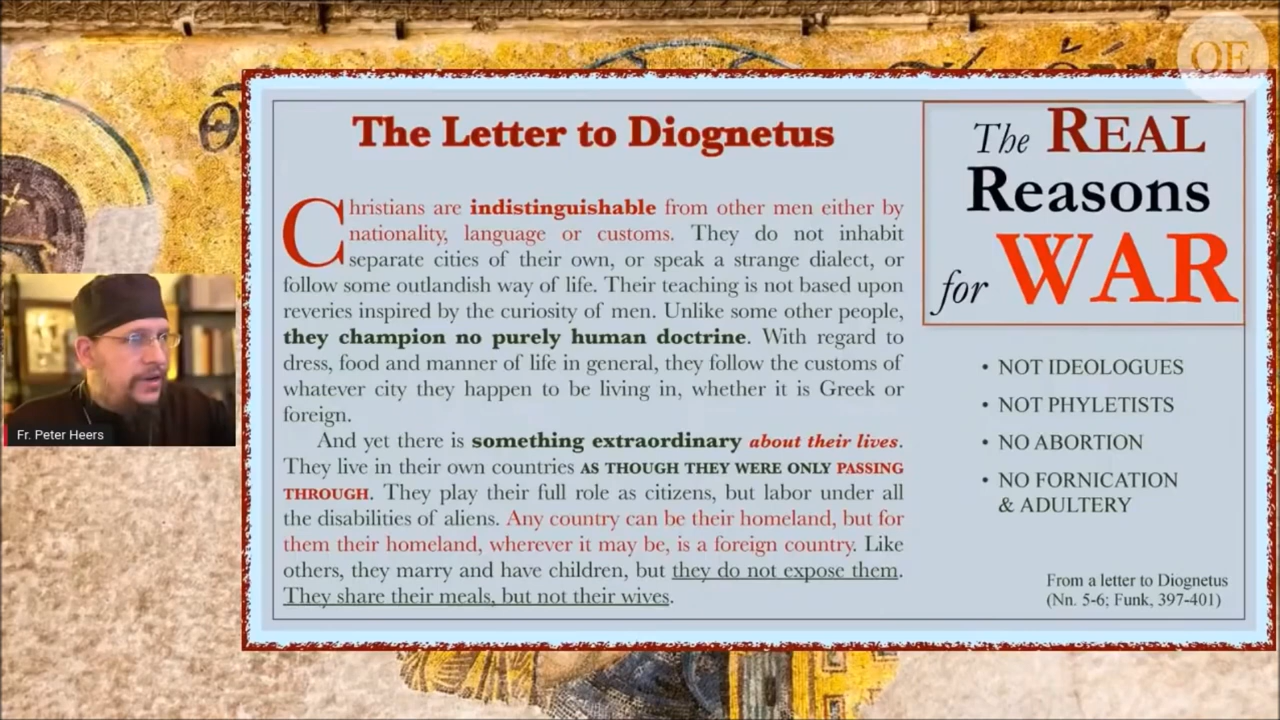 OE
The Letter to Diognetus
Christians are indistinguishable from other men either by
nationality, language or customs. They do not inhabit
separate cities of their own, or speak a strange dialect, or
follow some outlandish way of life. Their teaching is not based upon
reveries inspired by the curiosity of men. Unlike some other people,
they champion no purely human doctrine. With regard to
dress, food and manner of life in general, they follow the customs of
whatever city they happen to be living in, whether it is Greek or
foreign.
And yet there is something extraordinary about their lives.
They live in their own countries AS THOUGH THEY WERE ONLY PASSING
THROUGH. They play their full role as citizens, but labor under all
the disabilities of aliens. Any country can be their homeland, but for
them their homeland, wherever it may be, is a foreign country. Like
others, they marry and have children, but they do not expose them.
They share their meals, but not their wives.
The REAL
Reasons
for WAR
• NOT IDEOLOGUES
• NOT PHYLETISTS
• NO ABORTION
• NO FORNICATION
& ADULTERY
From a letter to Diognetus
(Nn. 5-6; Funk, 397-401)
Fr. Peter Heers